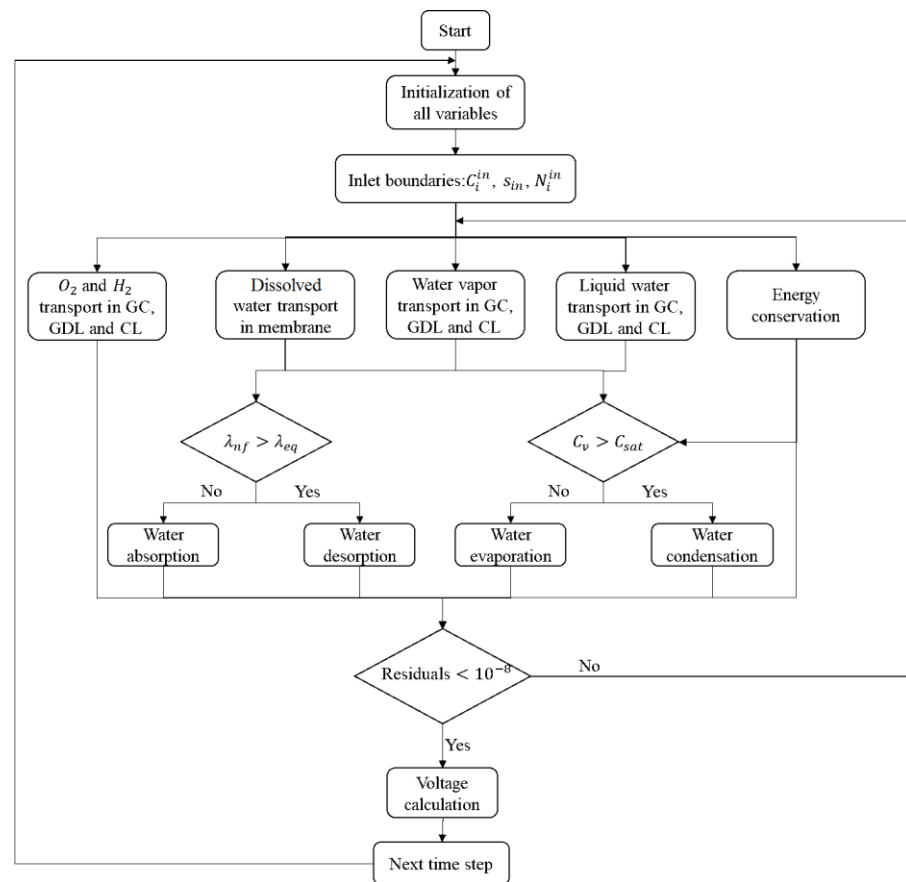 Start
Initialization of
all variables
Inlet boundaries:$C_i^{in}$, $s_{in}$, $N_i^{in}$
$O_2$ and $H_2$
transport in GC,
GDL and CL
Dissolved
water transport
in membrane
Water vapor
transport in GC,
GDL and CL
Liquid water
transport in GC,
GDL and CL
Energy
conservation
$\lambda_{nf} > \lambda_{eq}$
$C_v > C_{sat}$
No
Yes
No
Yes
Water
absorption
Water
desorption
Water
evaporation
Water
condensation
Residuals $< 10^{-8}$
No
Yes
Voltage
calculation
Next time step